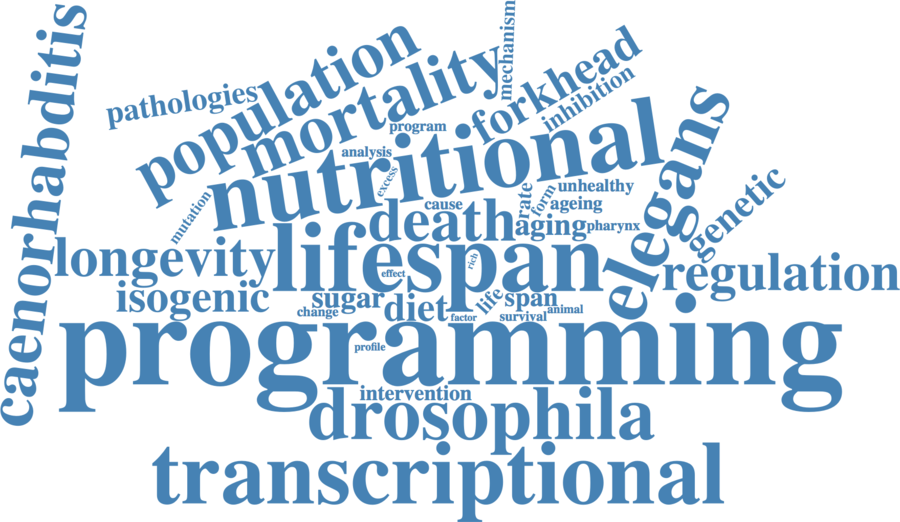 caenorhabditis
mechanism
population
forkhead
pathologies
mortality
inhibition
program
nutritional
elegans
analysis
excess
mutation
rate
form
unhealthy
genetic
cause
ageing
death
aging
pharynx
longevity
lifespan
rich
regulation
effect
isogenic
sugar
diet
life
span
change
factor
survival
animal
programming
profile
intervention
drosophila
transcriptional